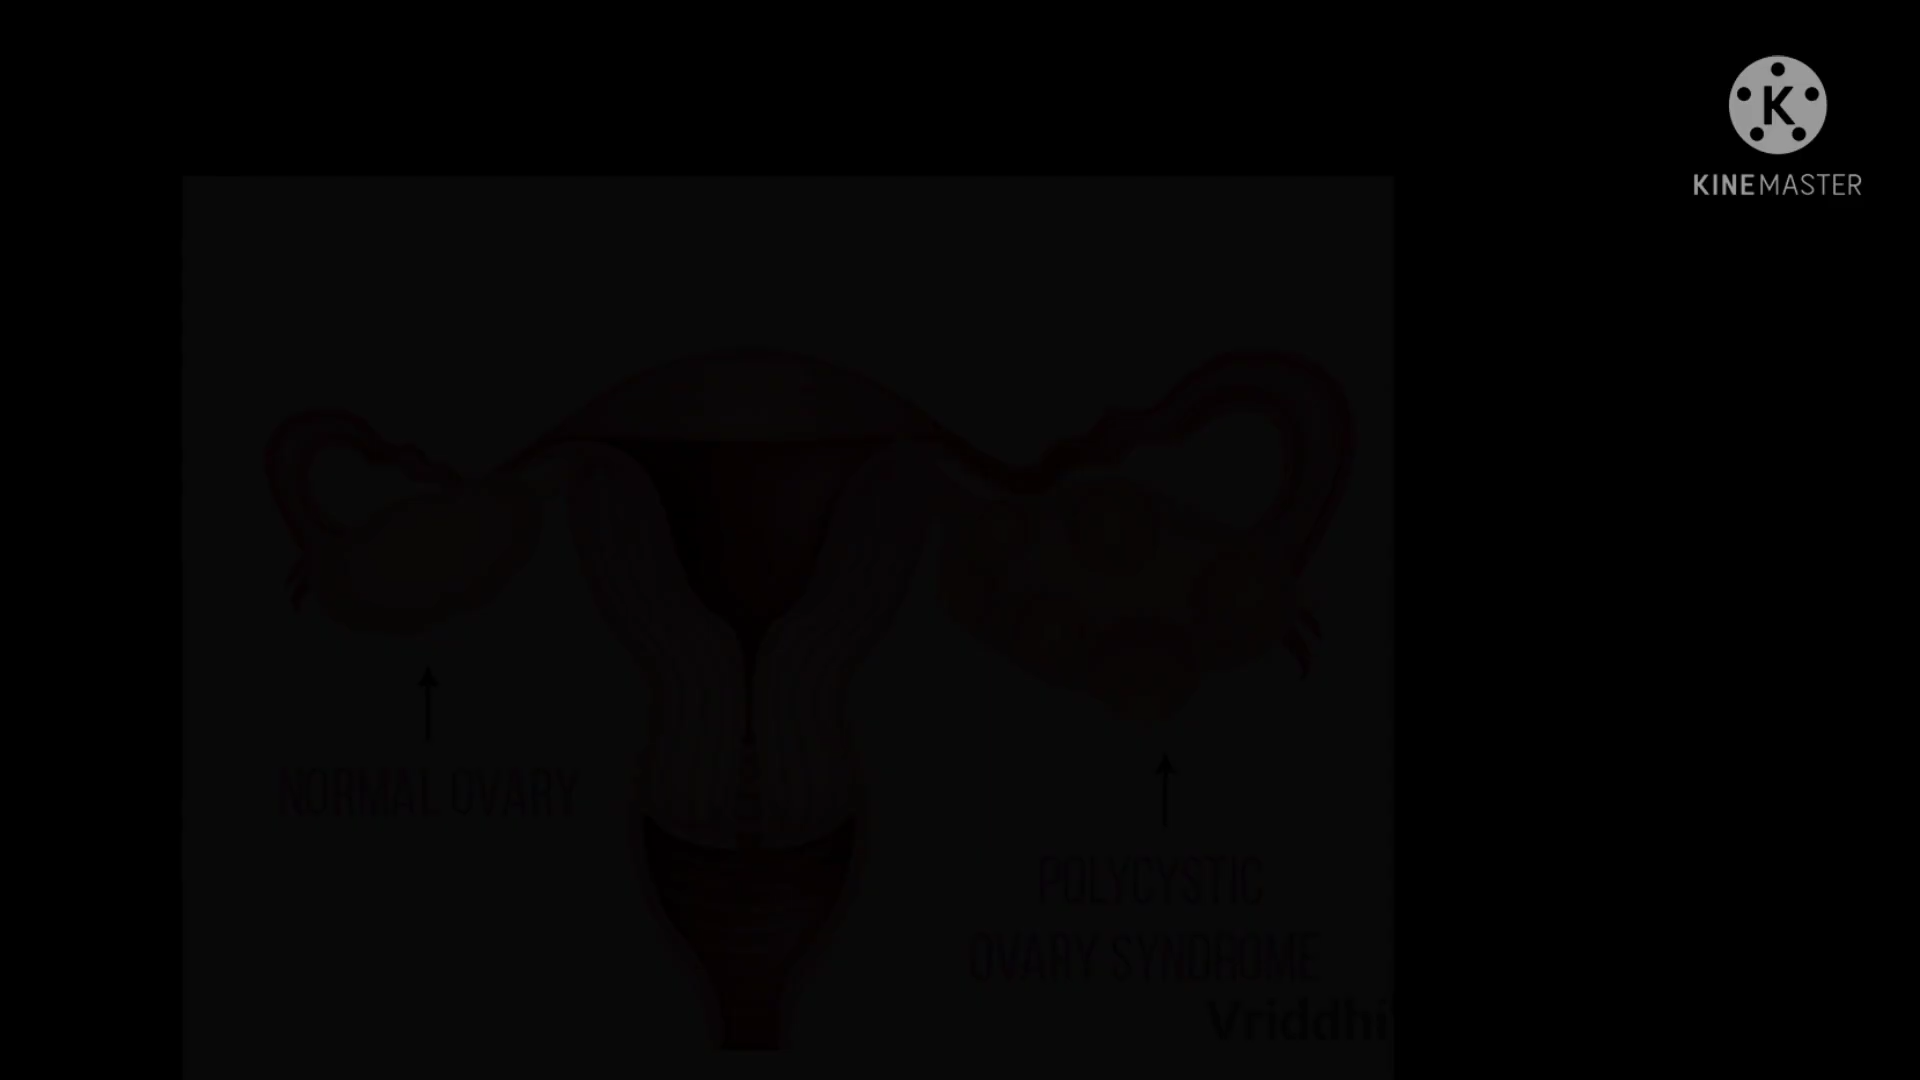 KINEMASTER
NORMAL OVARY
POLYCYSTIC
OVARY SYNDROME
Vriddhi